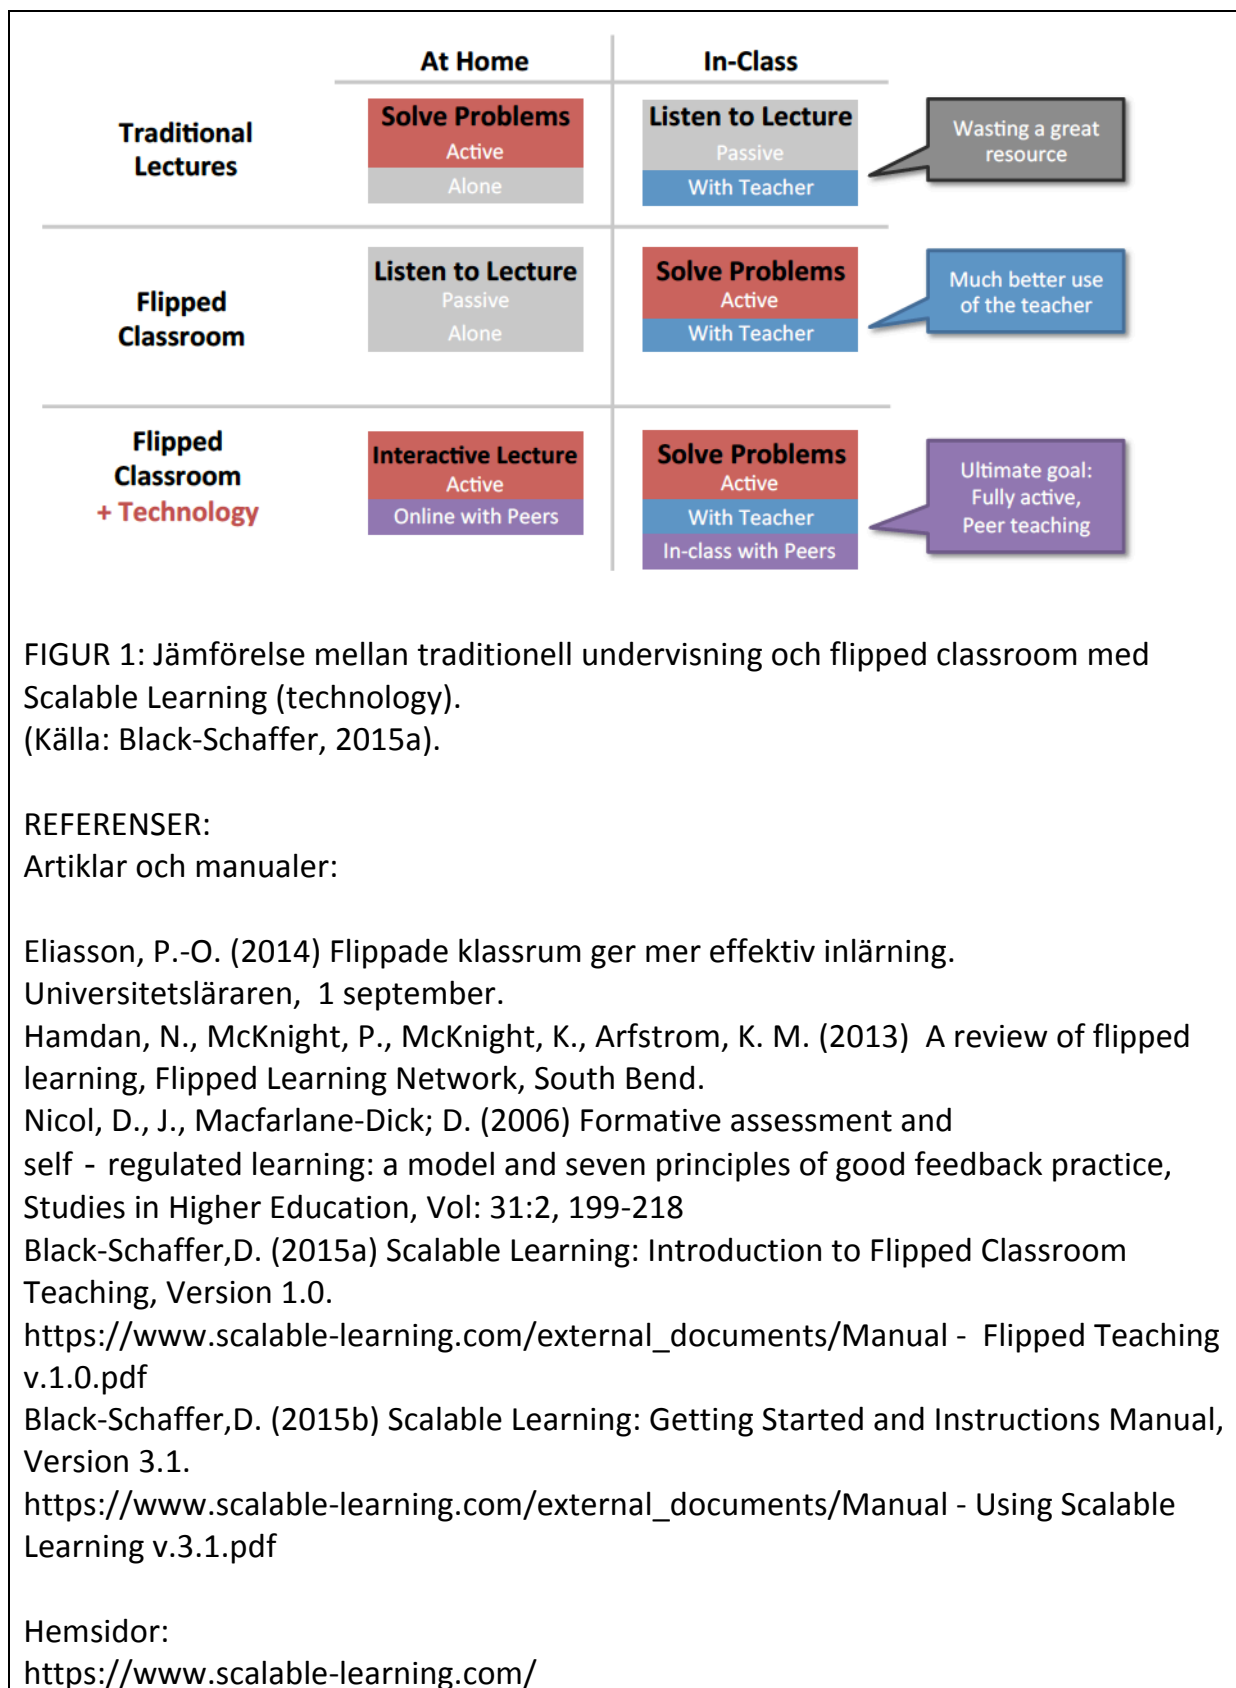 At Home
In-Class
Traditional
Lectures
Solve Problems
Active
Alone
Listen to Lecture
Passive
With Teacher
Wasting a great
resource
Flipped
Classroom
Listen to Lecture
Passive
Alone
Solve Problems
Active
With Teacher
Much better use
of the teacher
Flipped
Classroom
+ Technology
Interactive Lecture
Active
Online with Peers
Solve Problems
Active
With Teacher
In-class with Peers
Ultimate goal:
Fully active,
Peer teaching
FIGUR 1: Jämförelse mellan traditionell undervisning och flipped classroom med
Scalable Learning (technology).
(Källa: Black-Schaffer, 2015a).
REFERENSER:
Artiklar och manualer:
Eliasson, P.-O. (2014) Flippade klassrum ger mer effektiv inlärning.
Universitetsläraren,  1 september.
Hamdan, N., McKnight, P., McKnight, K., Arfstrom, K. M. (2013)  A review of flipped
learning, Flipped Learning Network, South Bend.
Nicol, D., J., Macfarlane-Dick; D. (2006) Formative assessment and
self‐regulated learning: a model and seven principles of good feedback practice,
Studies in Higher Education, Vol: 31:2, 199-218
Black-Schaffer,D. (2015a) Scalable Learning: Introduction to Flipped Classroom
Teaching, Version 1.0.
https://www.scalable-learning.com/external_documents/Manual -  Flipped Teaching
v.1.0.pdf
Black-Schaffer,D. (2015b) Scalable Learning: Getting Started and Instructions Manual,
Version 3.1.
https://www.scalable-learning.com/external_documents/Manual - Using Scalable
Learning v.3.1.pdf
Hemsidor:
https://www.scalable-learning.com/